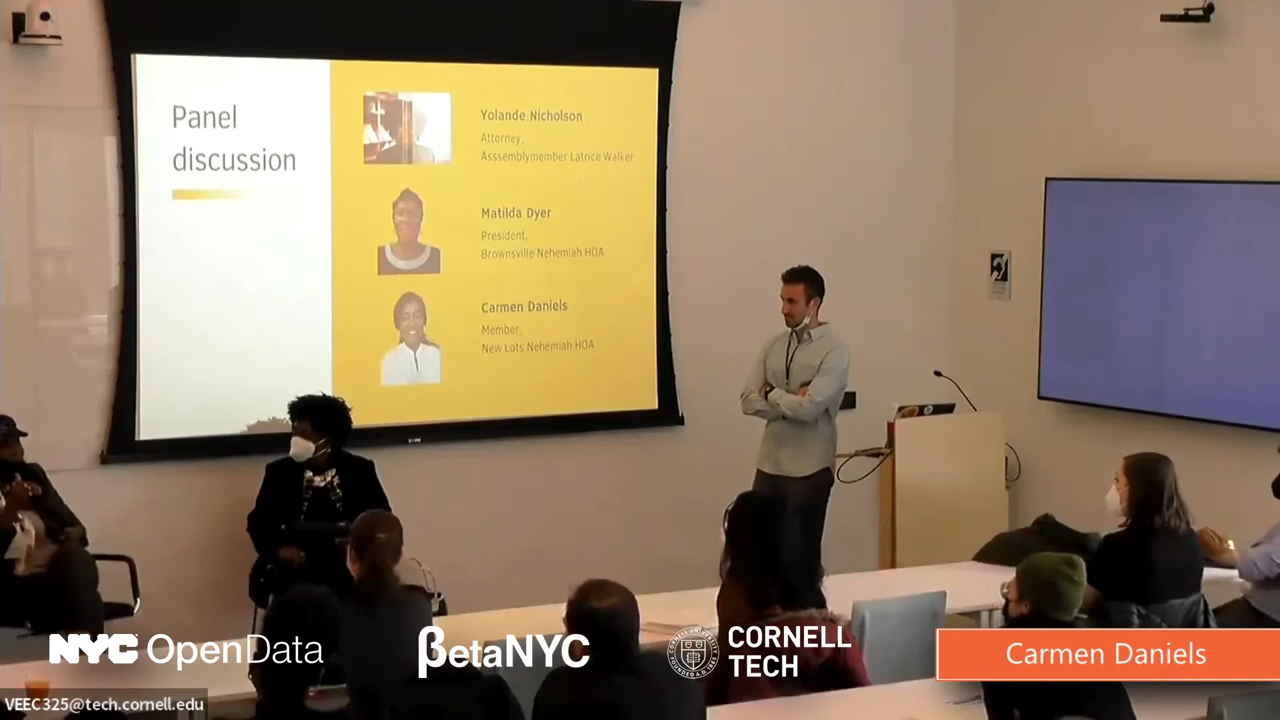 Panel
discussion
Yolande Nicholson
Attorney,
Asssemblymember Latrice Walker
Matilda Dyer
President,
Brownsville Nehemiah HOA
Carmen Daniels
Member,
New Lots Nehemiah HOA
NYC OpenData
βetaNYC
CORNELL
TECH
Carmen Daniels
VEEC325@tech.cornell.edu